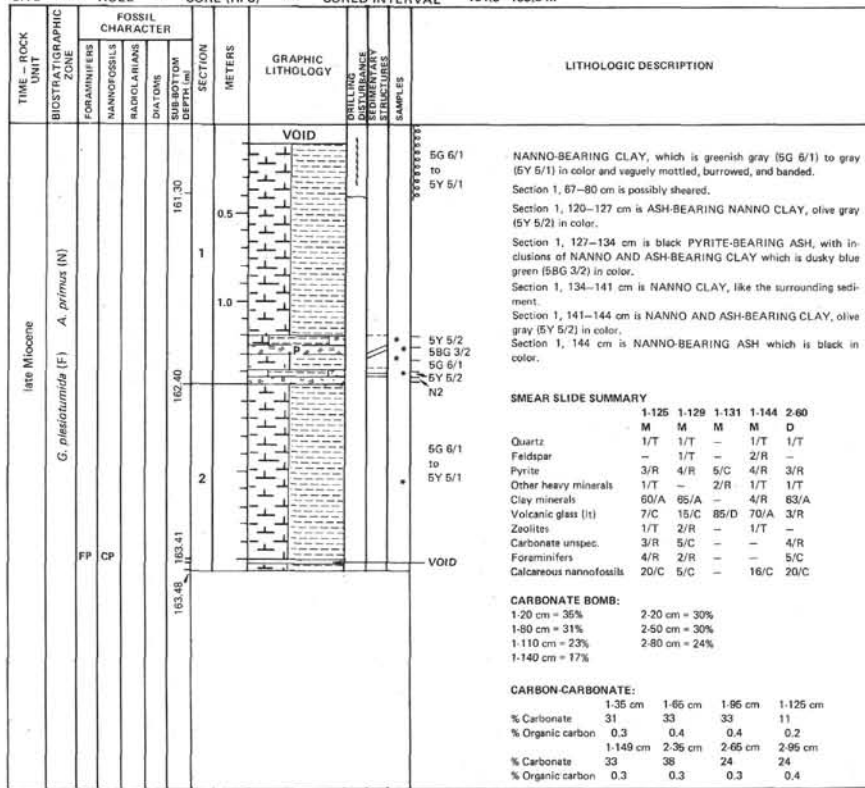 CORED INTERVAL
TIME – ROCK UNIT
BIOSTRATIGRAPHIC ZONE
FOSSIL CHARACTER
FORAMINIFERS
NANNOFOSSILS
RADIOLARIANS
DIATOMS
SUB-BOTTOM DEPTH (m)
SECTION
METERS
GRAPHIC LITHOLOGY
DRILLING DISTURBANCE
SEDIMENTARY STRUCTURES
SAMPLES
LITHOLOGIC DESCRIPTION
late Miocene
G. plesiotumida (F)
A. primus (N)
FP
CP
161.30
162.40
163.41
163.48
1
2
0.5
1.0
VOID
P
5G 6/1
to
5Y 5/1
5Y 5/2
5BG 3/2
5G 6/1
5Y 5/2
N2
5G 6/1
to
5Y 5/1
VOID
NANNO-BEARING CLAY, which is greenish gray (5G 6/1) to gray
(5Y 5/1) in color and vaguely mottled, burrowed, and banded.
Section 1, 67–80 cm is possibly sheared.
Section 1, 120–127 cm is ASH-BEARING NANNO CLAY, olive gray
(5Y 5/2) in color.
Section 1, 127–134 cm is black PYRITE-BEARING ASH, with in-
clusions of NANNO AND ASH-BEARING CLAY which is dusky blue
green (5BG 3/2) in color.
Section 1, 134–141 cm is NANNO CLAY, like the surrounding sedi-
ment.
Section 1, 141–144 cm is NANNO AND ASH-BEARING CLAY, olive
gray (5Y 5/2) in color.
Section 1, 144 cm is NANNO-BEARING ASH which is black in
color.
SMEAR SLIDE SUMMARY
1-125 1-129 1-131 1-144 2-60
M M M M D
Quartz 1/T 1/T – 1/T 1/T
Feldspar – 1/T – 2/R –
Pyrite 3/R 4/R 5/C 4/R 3/R
Other heavy minerals 1/T – 2/R 1/T 1/T
Clay minerals 60/A 65/A – 4/R 63/A
Volcanic glass (lt) 7/C 15/C 85/D 70/A 3/R
Zeolites 1/T 2/R – 1/T –
Carbonate unspec. 3/R 5/C – – 4/R
Foraminifers 4/R 2/R – – 5/C
Calcareous nannofossils 20/C 5/C – 16/C 20/C
CARBONATE BOMB:
1-20 cm = 35% 2-20 cm = 30%
1-80 cm = 31% 2-50 cm = 30%
1-110 cm = 23% 2-80 cm = 24%
1-140 cm = 17%
CARBON-CARBONATE:
1-35 cm 1-65 cm 1-95 cm 1-125 cm
% Carbonate 31 33 33 11
% Organic carbon 0.3 0.4 0.4 0.2
1-149 cm 2-35 cm 2-65 cm 2-95 cm
% Carbonate 33 38 24 24
% Organic carbon 0.3 0.3 0.3 0.4